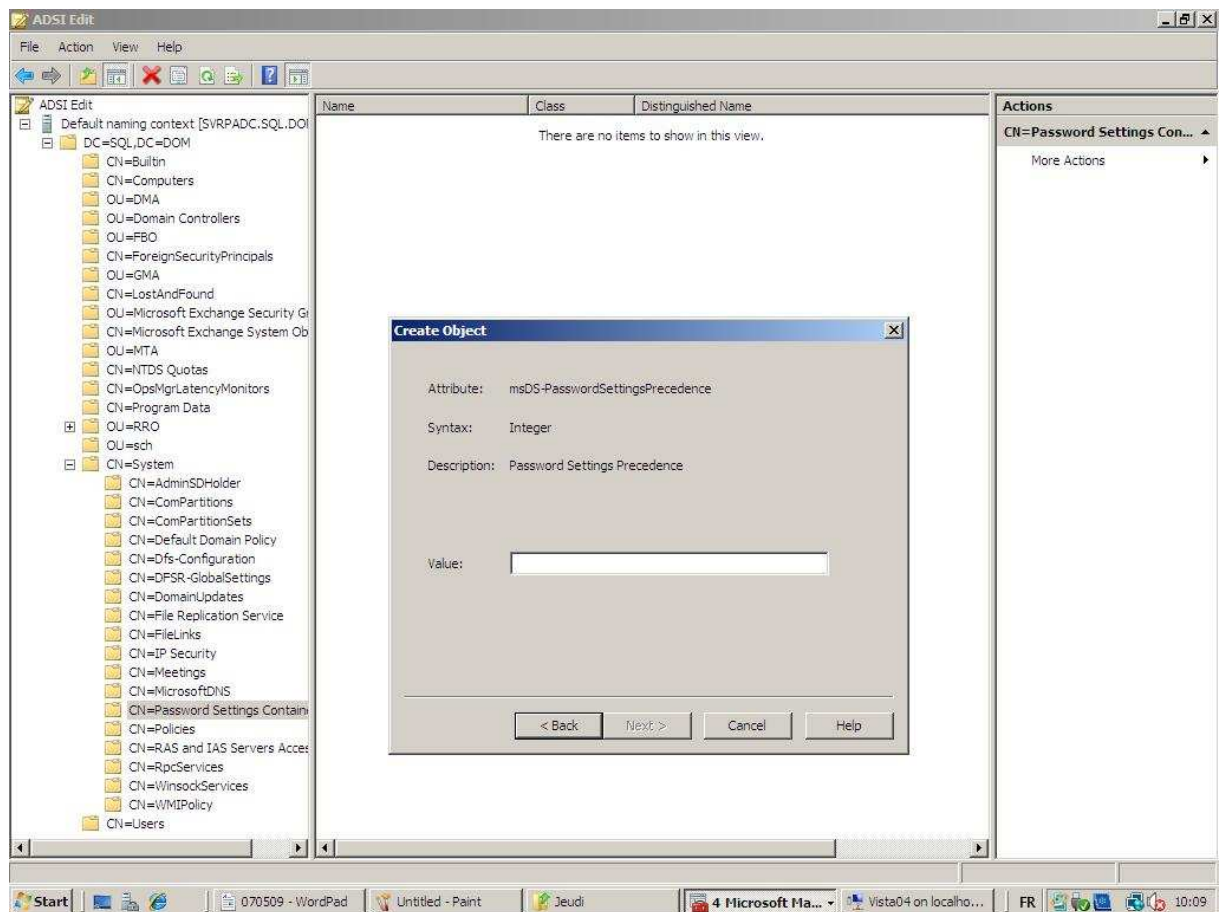 ADSI Edit
File Action View Help
ADSI Edit
Default naming context [SVRPADC.SQL.DOI
DC=SQL,DC=DOM
CN=Builtin
CN=Computers
OU=DMA
OU=Domain Controllers
OU=FBO
CN=ForeignSecurityPrincipals
OU=GMA
CN=LostAndFound
OU=Microsoft Exchange Security Gr
CN=Microsoft Exchange System Ob
OU=MTA
CN=NTDS Quotas
CN=OpsMgrLatencyMonitors
CN=Program Data
OU=RRO
OU=sch
CN=System
CN=AdminSDHolder
CN=ComPartitions
CN=ComPartitionSets
CN=Default Domain Policy
CN=Dfs-Configuration
CN=DFSR-GlobalSettings
CN=DomainUpdates
CN=File Replication Service
CN=FileLinks
CN=IP Security
CN=Meetings
CN=MicrosoftDNS
CN=Password Settings Contain
CN=Policies
CN=RAS and IAS Servers Acces
CN=RpcServices
CN=WinsockServices
CN=WMIPolicy
CN=Users
Name Class Distinguished Name
There are no items to show in this view.
Create Object
Attribute: msDS-PasswordSettingsPrecedence
Syntax: Integer
Description: Password Settings Precedence
Value:
< Back Next > Cancel Help
Actions
CN=Password Settings Con...
More Actions
Start 070509 - WordPad Untitled - Paint Jeudi 4 Microsoft Ma... Vista04 on localho... FR 10:09